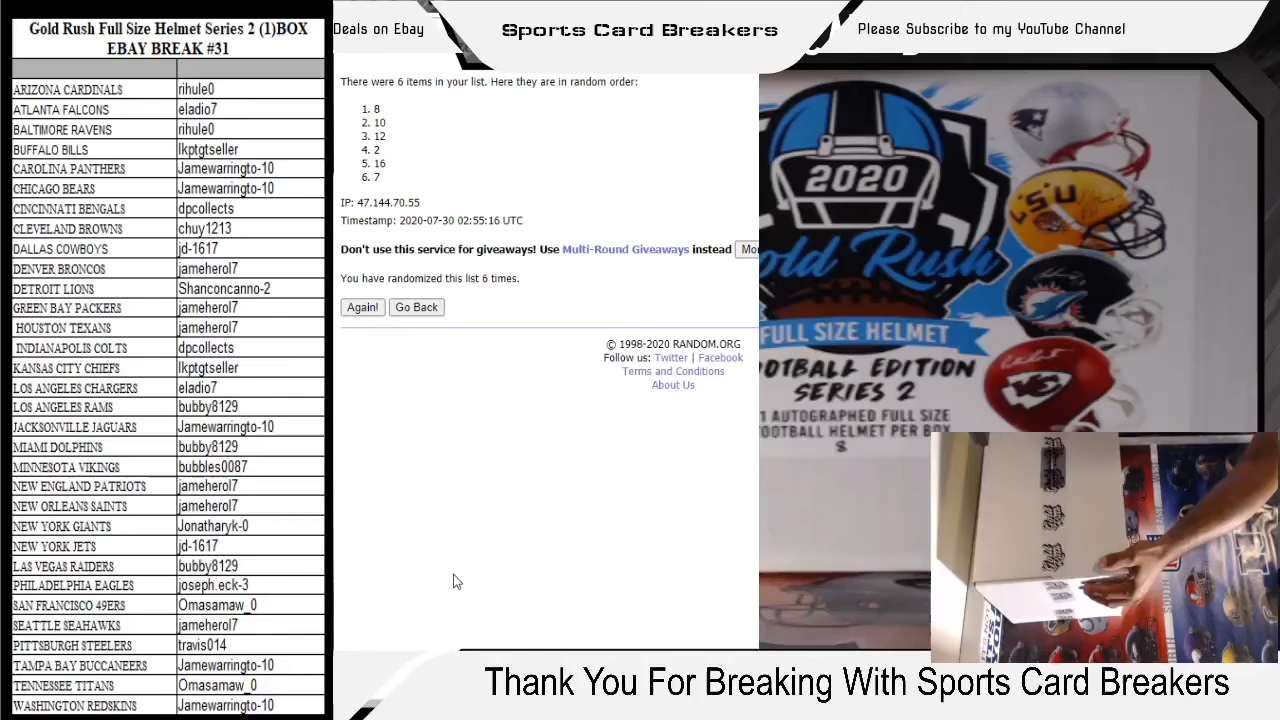 Gold Rush Full Size Helmet Series 2 (1)BOX
EBAY BREAK #31
ARIZONA CARDINALS rihule0
ATLANTA FALCONS eladio7
BALTIMORE RAVENS rihule0
BUFFALO BILLS lkptgtseller
CAROLINA PANTHERS Jamewarringto-10
CHICAGO BEARS Jamewarringto-10
CINCINNATI BENGALS dpcollects
CLEVELAND BROWNS chuy1213
DALLAS COWBOYS jd-1617
DENVER BRONCOS jameherol7
DETROIT LIONS Shanconcanno-2
GREEN BAY PACKERS jameherol7
HOUSTON TEXANS jameherol7
INDIANAPOLIS COLTS dpcollects
KANSAS CITY CHIEFS lkptgtseller
LOS ANGELES CHARGERS eladio7
LOS ANGELES RAMS bubby8129
JACKSONVILLE JAGUARS Jamewarringto-10
MIAMI DOLPHINS bubby8129
MINNESOTA VIKINGS bubbles0087
NEW ENGLAND PATRIOTS jameherol7
NEW ORLEANS SAINTS jameherol7
NEW YORK GIANTS Jonatharyk-0
NEW YORK JETS jd-1617
LAS VEGAS RAIDERS bubby8129
PHILADELPHIA EAGLES joseph.eck-3
SAN FRANCISCO 49ERS Omasamaw_0
SEATTLE SEAHAWKS jameherol7
PITTSBURGH STEELERS travis014
TAMPA BAY BUCCANEERS Jamewarringto-10
TENNESSEE TITANS Omasamaw_0
WASHINGTON REDSKINS Jamewarringto-10
Deals on Ebay
Sports Card Breakers
Please Subscribe to my YouTube Channel
There were 6 items in your list. Here they are in random order:
1. 8
2. 10
3. 12
4. 2
5. 16
6. 7
IP: 47.144.70.55
Timestamp: 2020-07-30 02:55:16 UTC
Don't use this service for giveaways! Use Multi-Round Giveaways instead Mor
You have randomized this list 6 times.
Again! Go Back
© 1998-2020 RANDOM.ORG
Follow us: Twitter | Facebook
Terms and Conditions
About Us
2020
old Rush
FULL SIZE HELMET
OOTBALL EDITION
SERIES 2
1 AUTOGRAPHED FULL SIZE
OOTBALL HELMET PER BOX
8
LSU
Thank You For Breaking With Sports Card Breakers